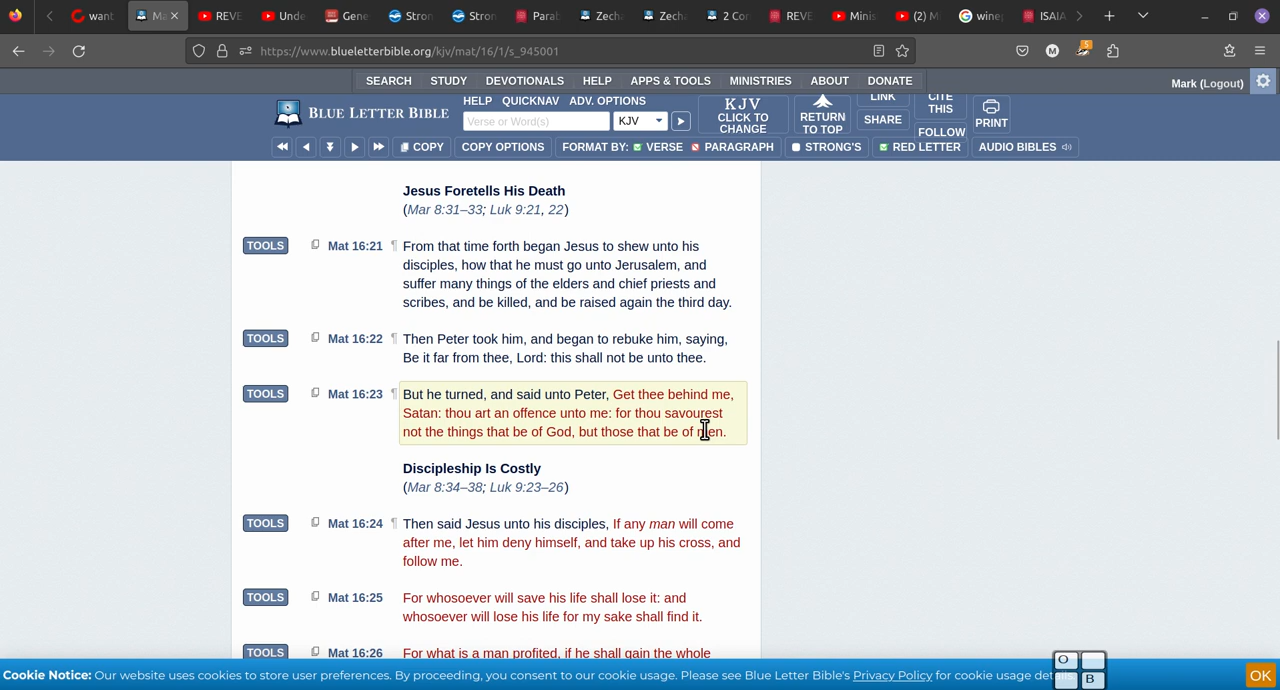 want
Ma
REVE
Unde
Gene
Stron
Stron
Paral
Zecha
Zecha
2 Cor
REVE
Minis
(2) M
wine
ISAIA
https://www.blueletterbible.org/kjv/mat/16/1/s_945001
M
5
SEARCH STUDY DEVOTIONALS HELP APPS & TOOLS MINISTRIES ABOUT DONATE
Mark (Logout)
BLUE LETTER BIBLE
HELP QUICKNAV ADV. OPTIONS
Verse or Word(s) KJV
KJV
CLICK TO
CHANGE
RETURN
TO TOP
LINK
SHARE
CITE
THIS
FOLLOW
PRINT
COPY COPY OPTIONS FORMAT BY: VERSE PARAGRAPH STRONG'S RED LETTER AUDIO BIBLES
Jesus Foretells His Death
(Mar 8:31–33; Luk 9:21, 22)
TOOLS Mat 16:21 ¶ From that time forth began Jesus to shew unto his
disciples, how that he must go unto Jerusalem, and
suffer many things of the elders and chief priests and
scribes, and be killed, and be raised again the third day.
TOOLS Mat 16:22 ¶ Then Peter took him, and began to rebuke him, saying,
Be it far from thee, Lord: this shall not be unto thee.
TOOLS Mat 16:23 ¶ But he turned, and said unto Peter, Get thee behind me,
Satan: thou art an offence unto me: for thou savourest
not the things that be of God, but those that be of men.
Discipleship Is Costly
(Mar 8:34–38; Luk 9:23–26)
TOOLS Mat 16:24 ¶ Then said Jesus unto his disciples, If any man will come
after me, let him deny himself, and take up his cross, and
follow me.
TOOLS Mat 16:25 For whosoever will save his life shall lose it: and
whosoever will lose his life for my sake shall find it.
TOOLS Mat 16:26 For what is a man profited, if he shall gain the whole
Cookie Notice: Our website uses cookies to store user preferences. By proceeding, you consent to our cookie usage. Please see Blue Letter Bible's Privacy Policy for cookie usage details.
OK
O
B